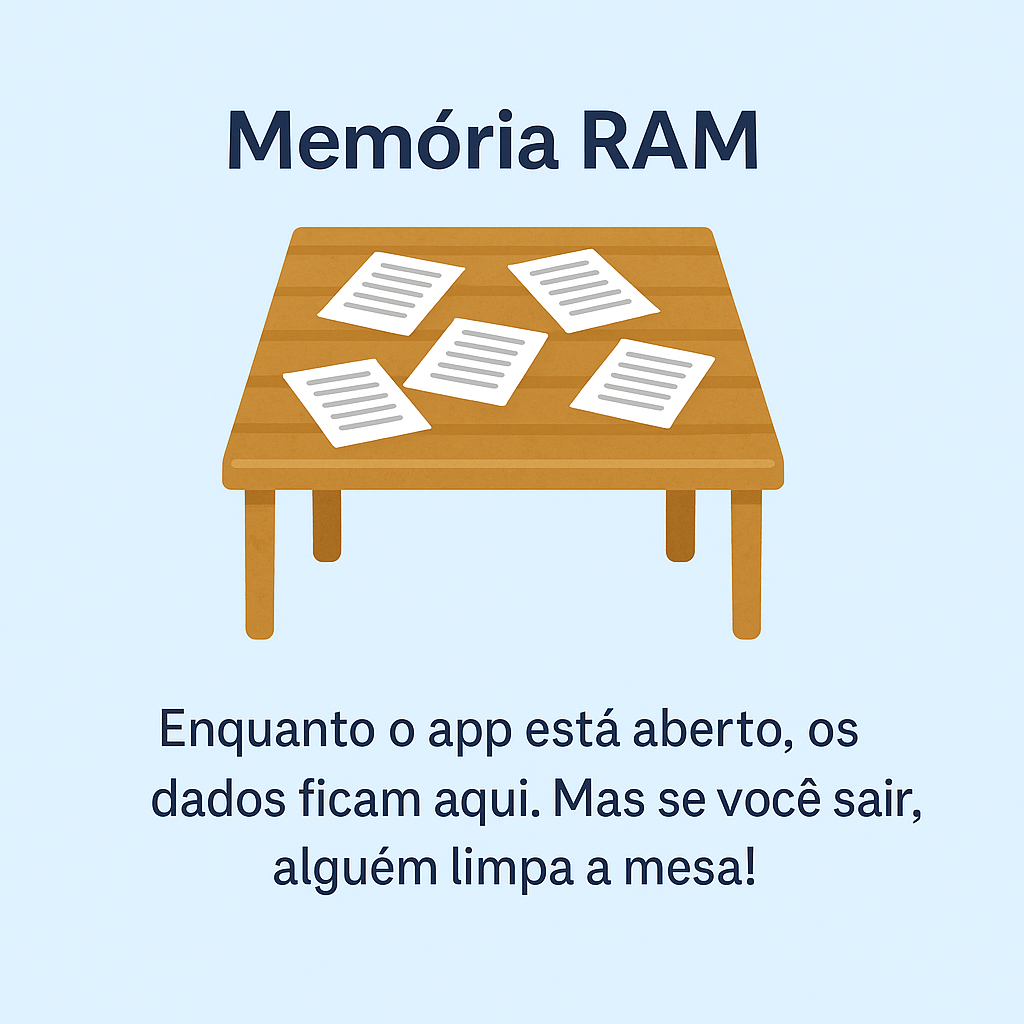 Memória RAM
Enquanto o app está aberto, os
dados ficam aqui. Mas se você sair,
alguém limpa a mesa!